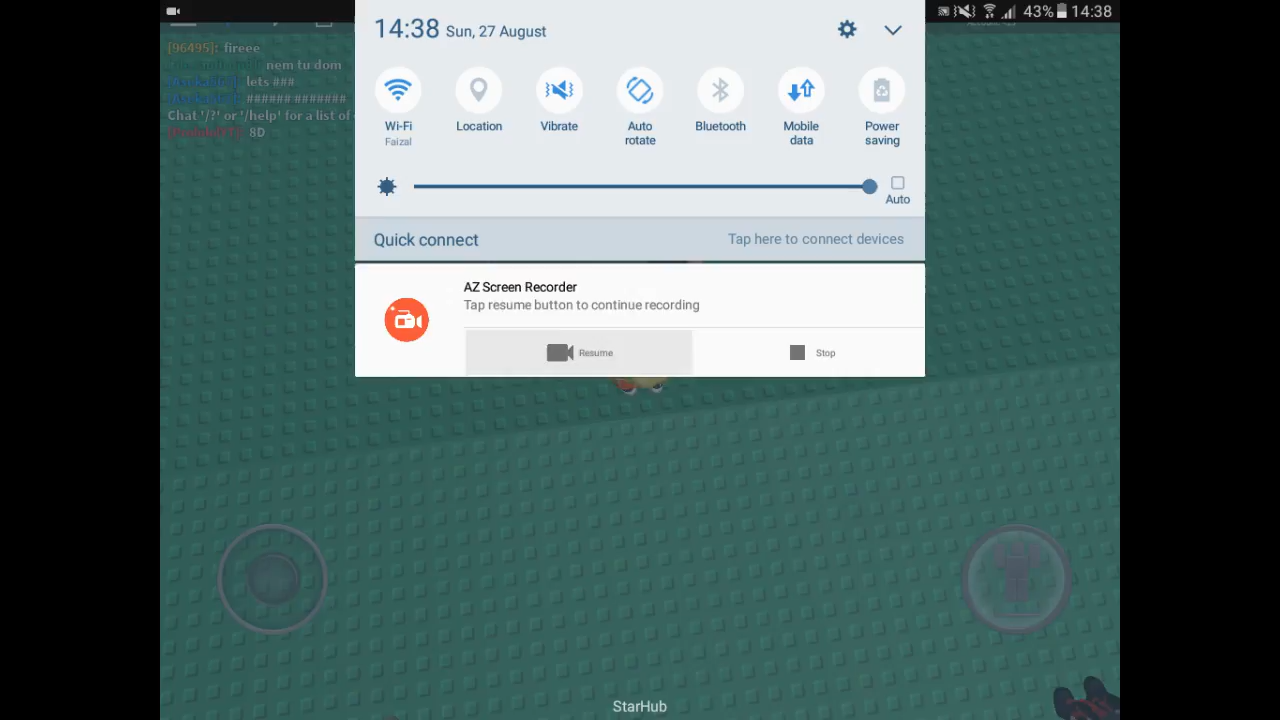 14:38 Sun, 27 August
43% 14:38
[96495]: fireee
nem tu dom
lets ###
###### #######
Chat '/?' or '/help' for a list of
8D
Wi-Fi
Faizal
Location
Vibrate
Auto
rotate
Bluetooth
Mobile
data
Power
saving
Auto
Quick connect
Tap here to connect devices
AZ Screen Recorder
Tap resume button to continue recording
Resume
Stop
StarHub